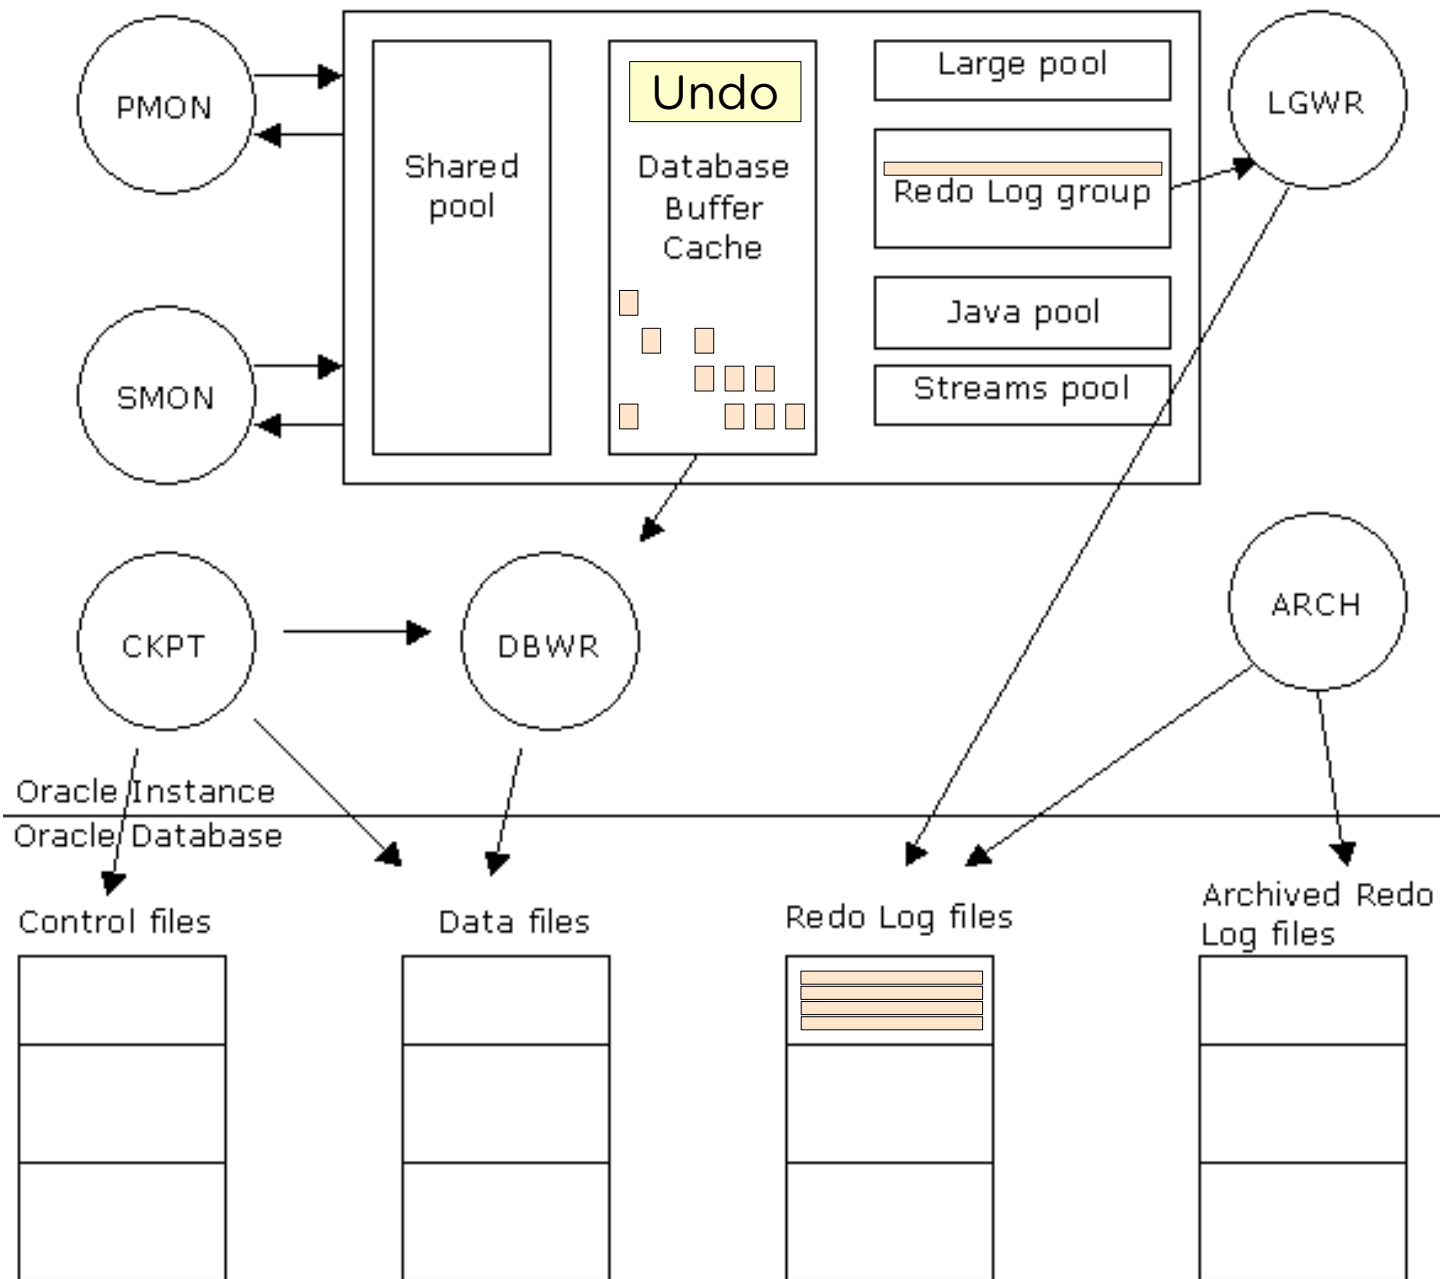 PMON
SMON
Shared
pool
Undo
Database
Buffer
Cache
Large pool
Redo Log group
Java pool
Streams pool
LGWR
CKPT
DBWR
ARCH
Oracle Instance
Oracle Database
Control files
Data files
Redo Log files
Archived Redo
Log files